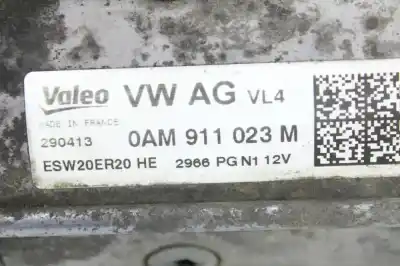 Valeo VW AG VL4
MADE IN FRANCE
290413 0AM 911 023 M
ESW20ER20 HE 2966 PG N1 12V